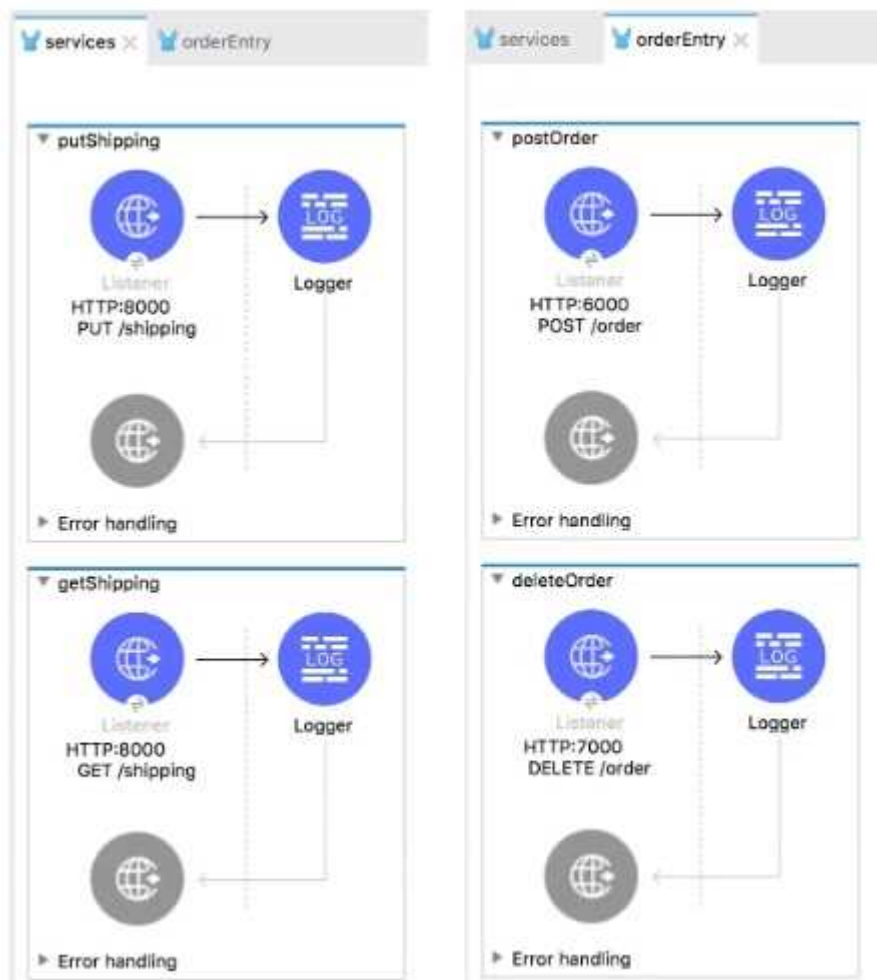 services
orderEntry
putShipping
LOG
Listener
Logger
HTTP:8000
PUT /shipping
Error handling
getShipping
LOG
Listener
Logger
HTTP:8000
GET /shipping
Error handling
services
orderEntry
postOrder
LOG
Listener
Logger
HTTP:6000
POST /order
Error handling
deleteOrder
LOG
Listener
Logger
HTTP:7000
DELETE /order
Error handling